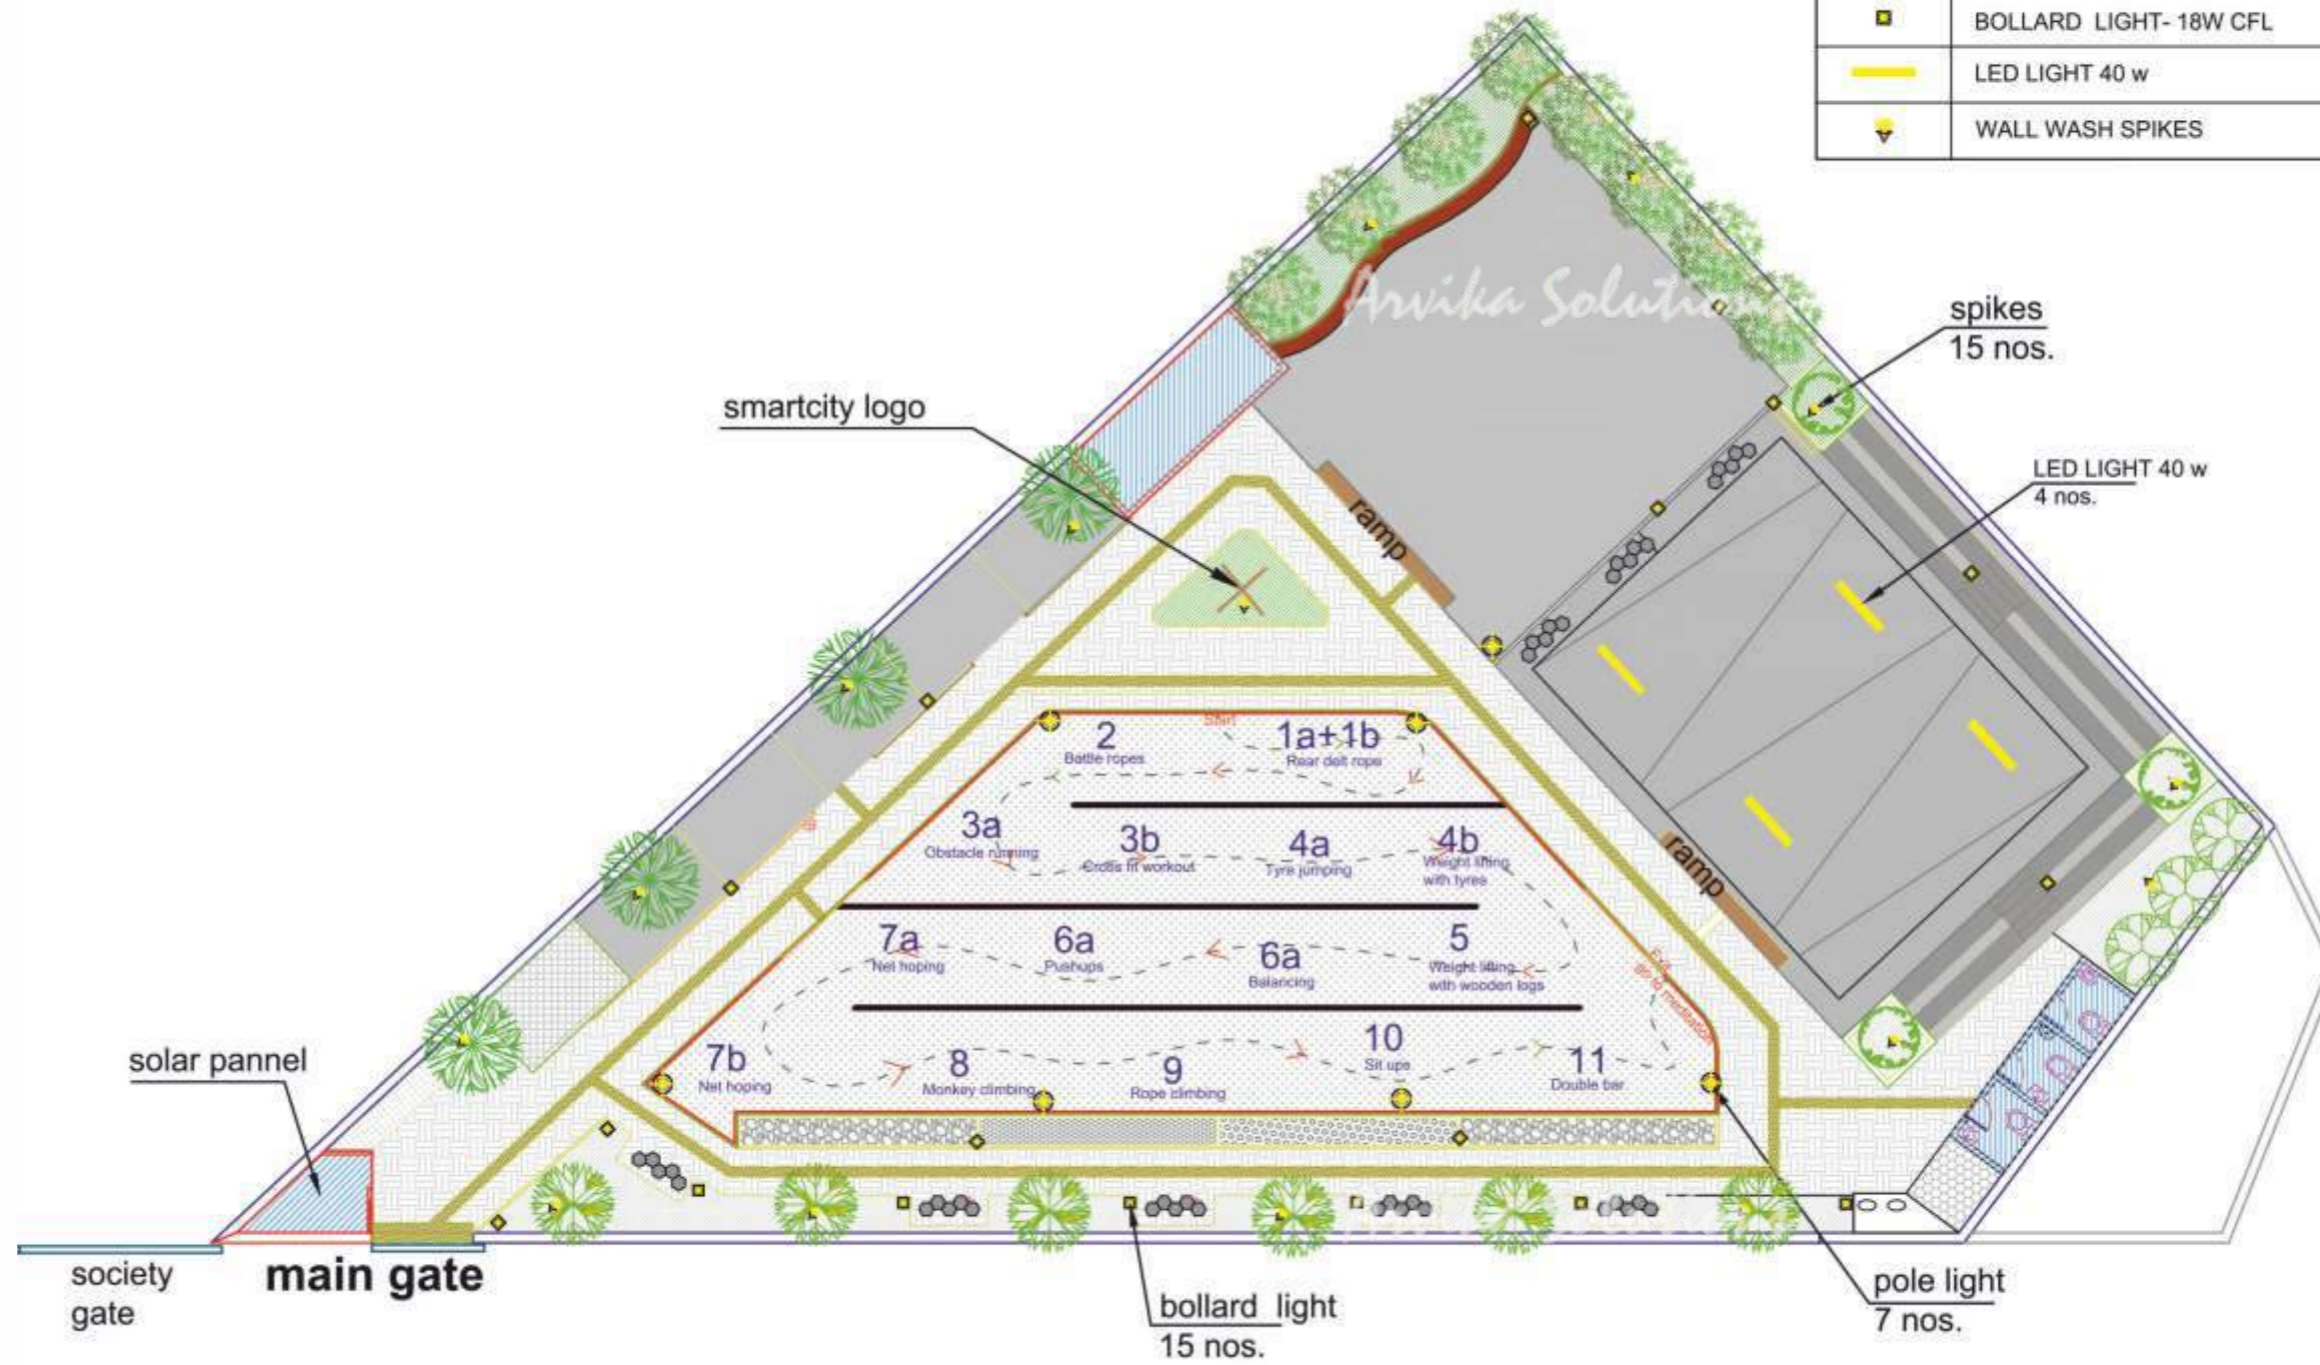 BOLLARD LIGHT- 18W CFL
LED LIGHT 40 w
WALL WASH SPIKES
Arvika Solutions
spikes
15 nos.
smartcity logo
LED LIGHT 40 w
4 nos.
ramp
Start
2
Battle ropes
1a+1b
Rear delt rope
3a
Obstacle running
3b
Cross fit workout
4a
Tyre jumping
4b
Weight lifting
with tyres
ramp
7a
Net hoping
6a
Pushups
6a
Balancing
5
Weight lifting
with wooden logs
Exit
go to meditation
7b
Net hoping
8
Monkey climbing
9
Rope climbing
10
Sit ups
11
Double bar
solar pannel
society
gate
main gate
bollard light
15 nos.
pole light
7 nos.